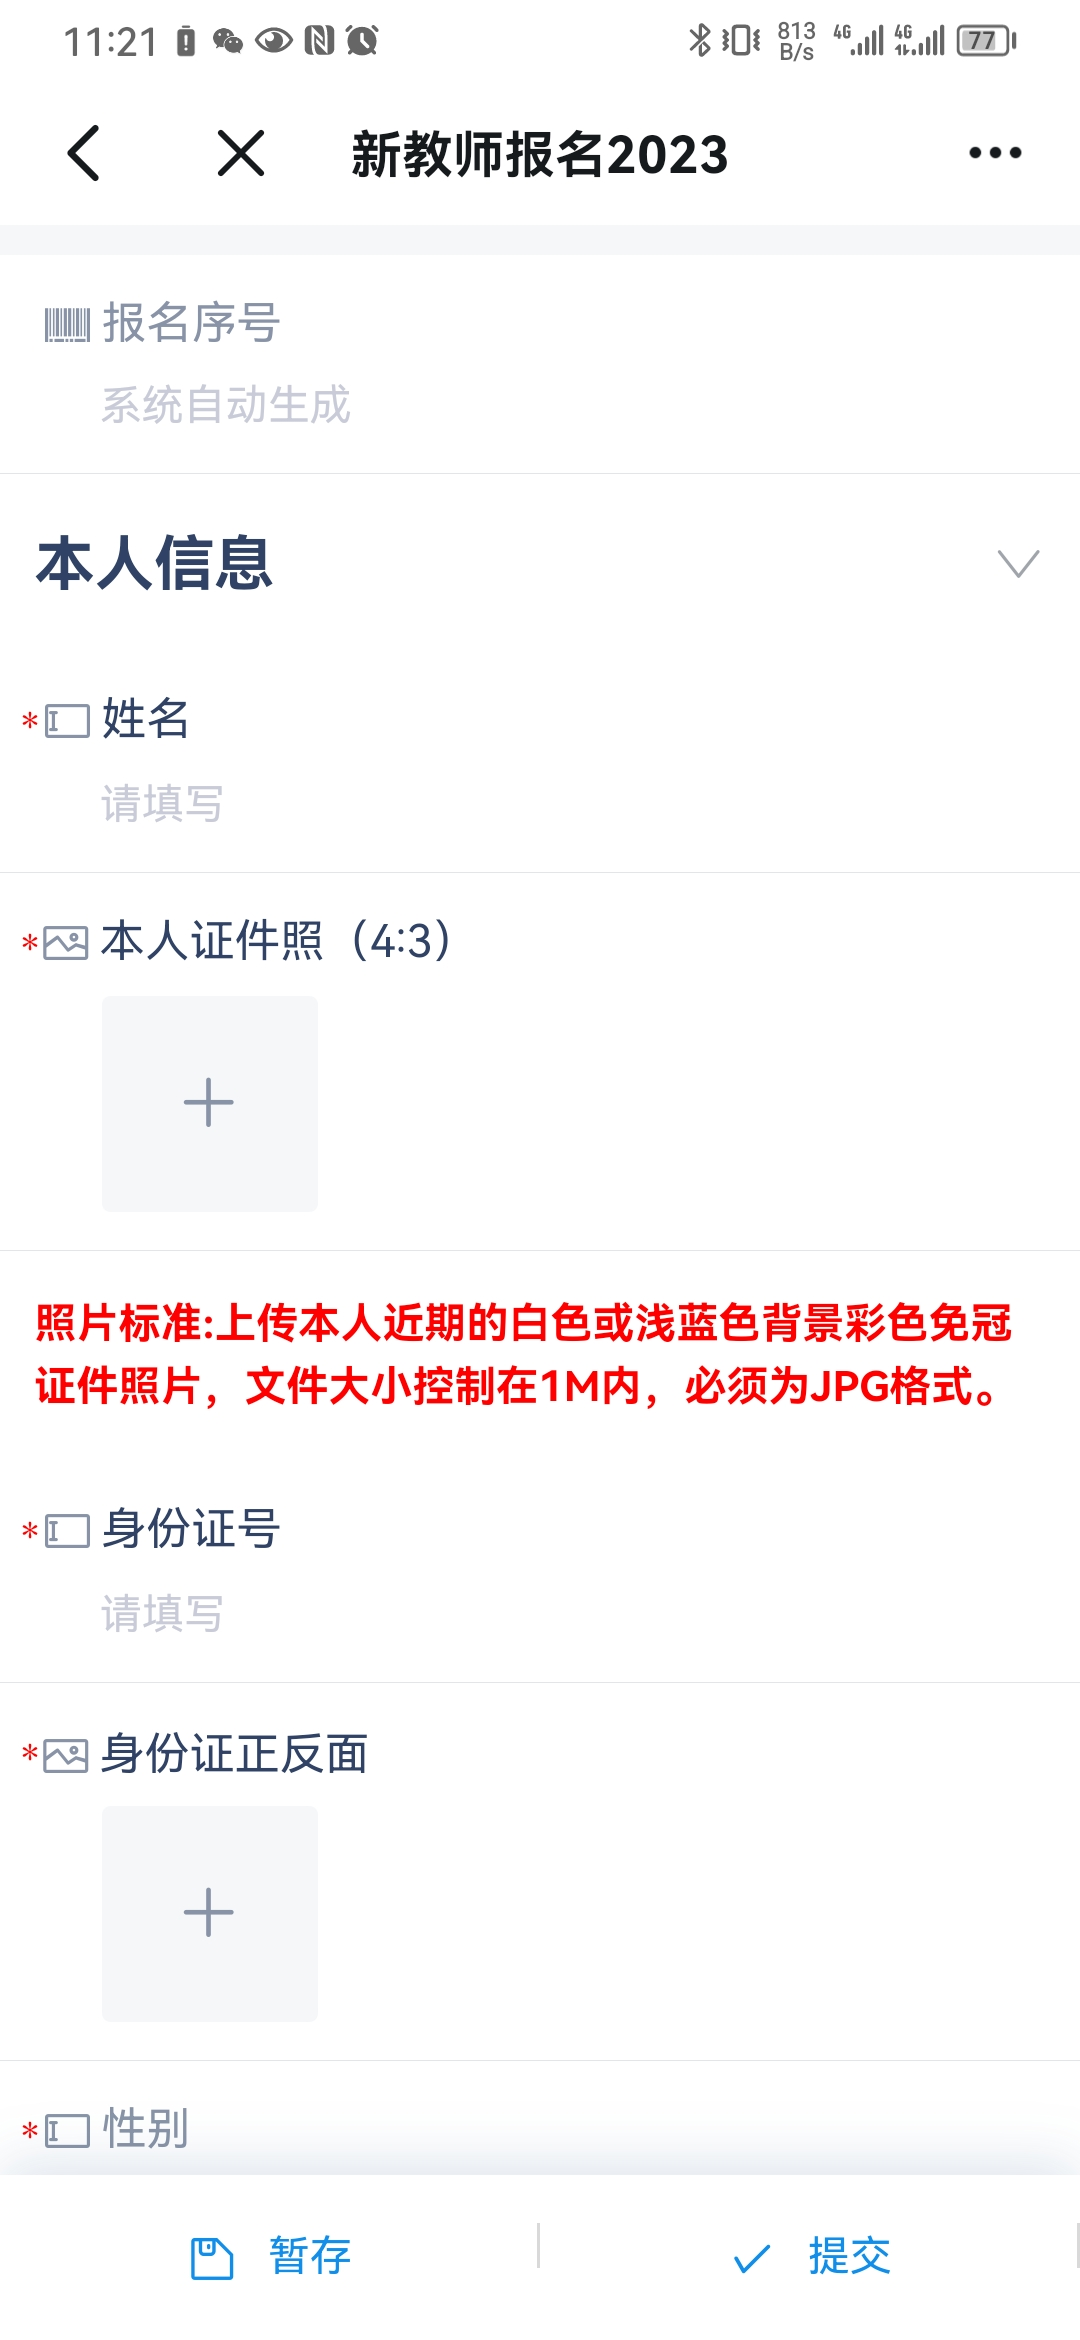 11:21
813
B/s
4G
4G
77
新教师报名2023
报名序号
系统自动生成
本人信息
*姓名
请填写
*本人证件照（4:3）
照片标准:上传本人近期的白色或浅蓝色背景彩色免冠
证件照片，文件大小控制在1M内，必须为JPG格式。
*身份证号
请填写
*身份证正反面
*性别
暂存
提交